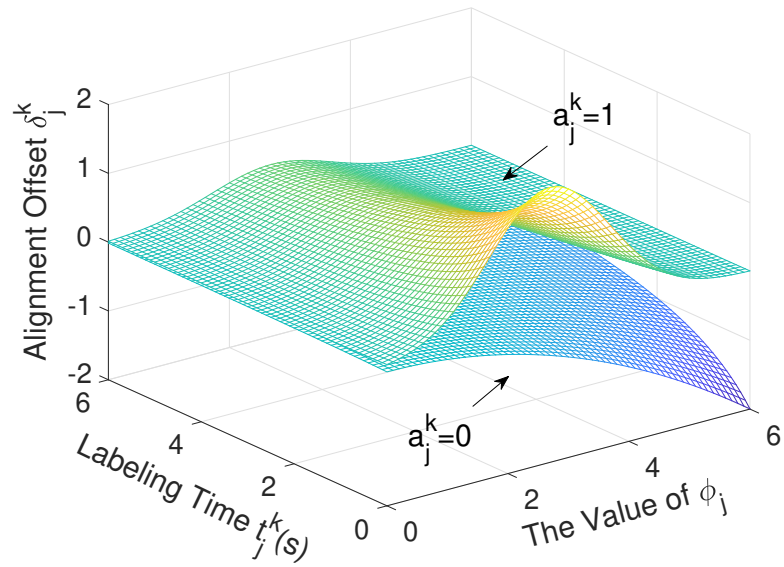 2
1
0
-1
-2
Alignment Offset δ_j^k
a_j^k=1
a_j^k=0
6
4
2
0
Labeling Time t_j^k(s)
0
2
4
6
The Value of ϕ_j